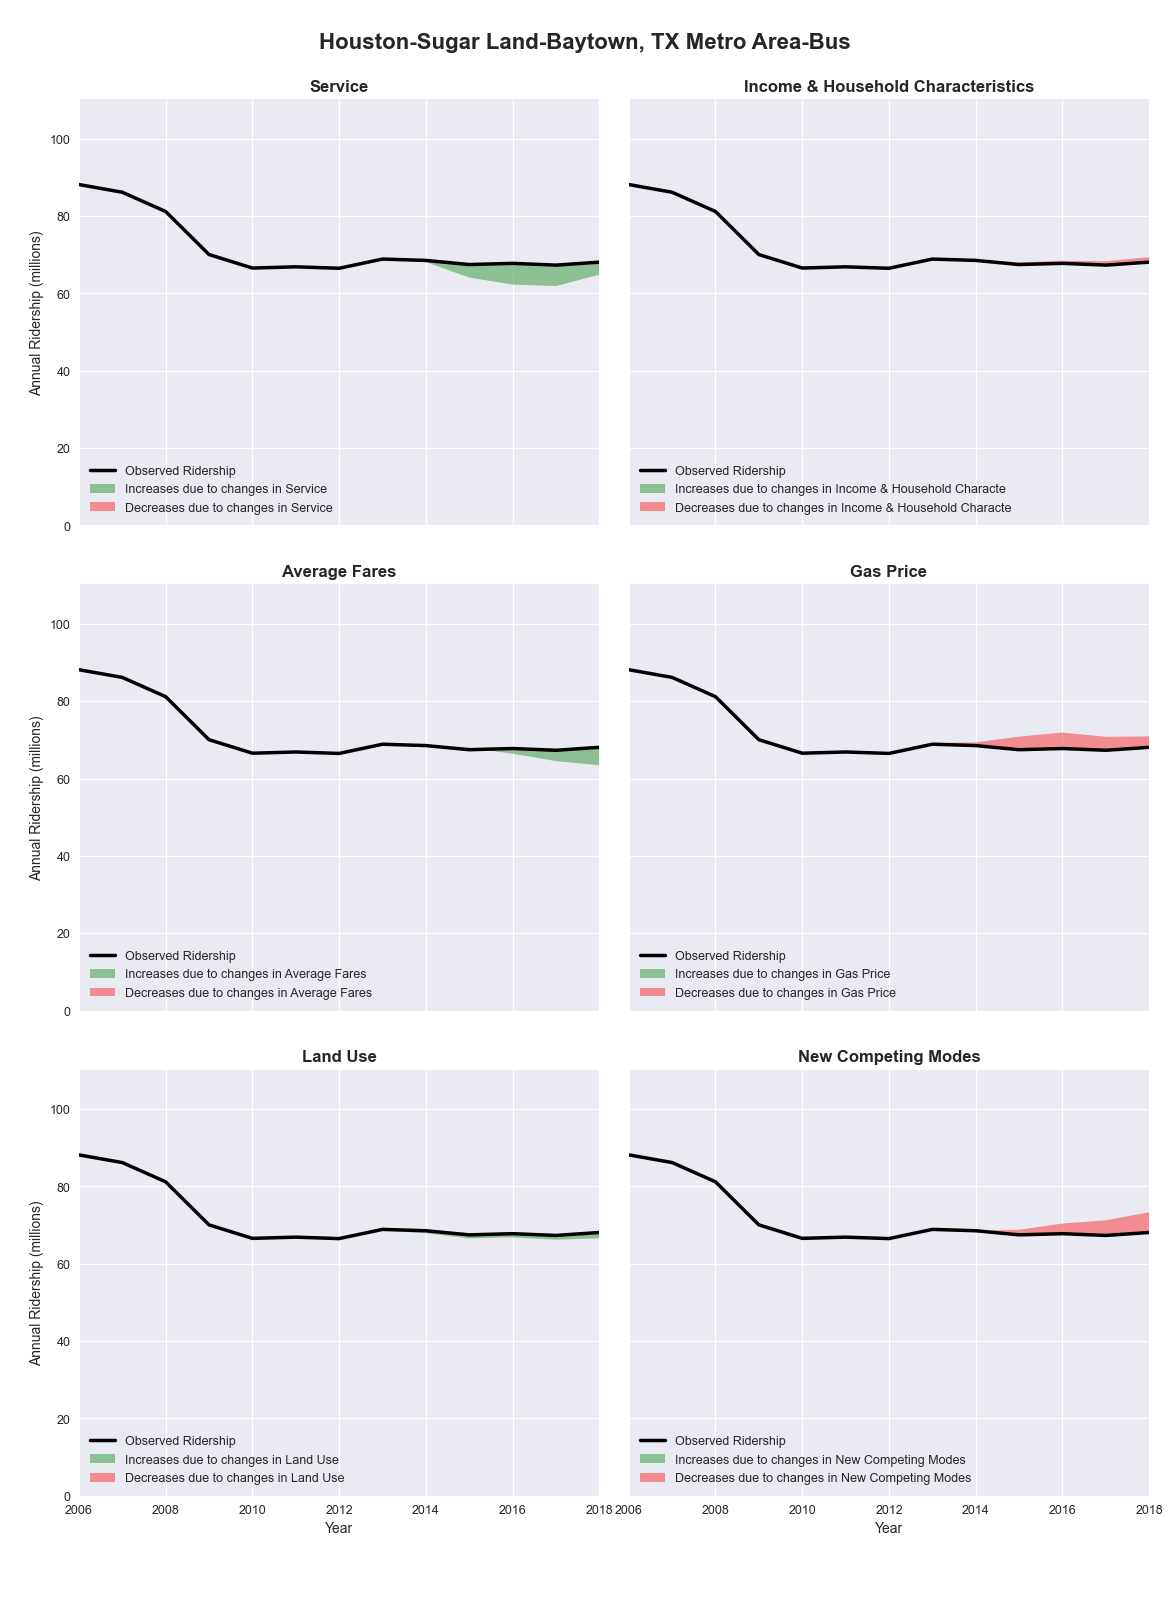 Houston-Sugar Land-Baytown, TX Metro Area-Bus
Service
Annual Ridership (millions)
100
80
60
40
20
0
Observed Ridership
Increases due to changes in Service
Decreases due to changes in Service
Income & Household Characteristics
Observed Ridership
Increases due to changes in Income & Household Characte
Decreases due to changes in Income & Household Characte
Average Fares
Annual Ridership (millions)
100
80
60
40
20
0
Observed Ridership
Increases due to changes in Average Fares
Decreases due to changes in Average Fares
Gas Price
Observed Ridership
Increases due to changes in Gas Price
Decreases due to changes in Gas Price
Land Use
Annual Ridership (millions)
100
80
60
40
20
0
Observed Ridership
Increases due to changes in Land Use
Decreases due to changes in Land Use
2006 2008 2010 2012 2014 2016 2018
Year
New Competing Modes
Observed Ridership
Increases due to changes in New Competing Modes
Decreases due to changes in New Competing Modes
2006 2008 2010 2012 2014 2016 2018
Year